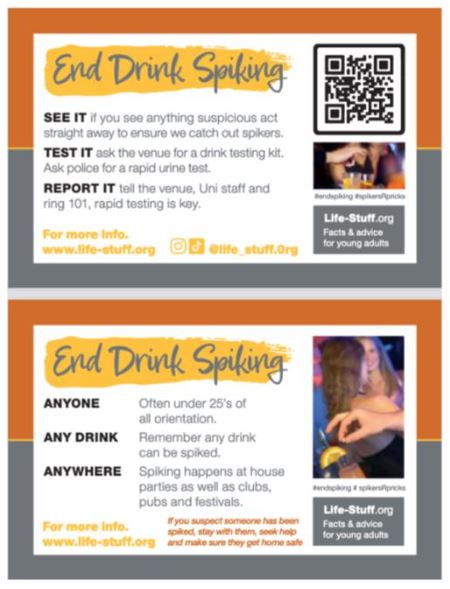 End Drink Spiking
SEE IT if you see anything suspicious act
straight away to ensure we catch out spikers.
TEST IT ask the venue for a drink testing kit.
Ask police for a rapid urine test.
REPORT IT tell the venue, Uni staff and
ring 101, rapid testing is key.
For more info.
www.life-stuff.org @life_stuff.0rg
#endspiking #spikersRpricks
Life-Stuff.org
Facts & advice
for young adults
End Drink Spiking
ANYONE Often under 25's of
all orientation.
ANY DRINK Remember any drink
can be spiked.
ANYWHERE Spiking happens at house
parties as well as clubs,
pubs and festivals.
For more info.
www.life-stuff.org
If you suspect someone has been
spiked, stay with them, seek help
and make sure they get home safe
#endspiking # spikersRpricks
Life-Stuff.org
Facts & advice
for young adults